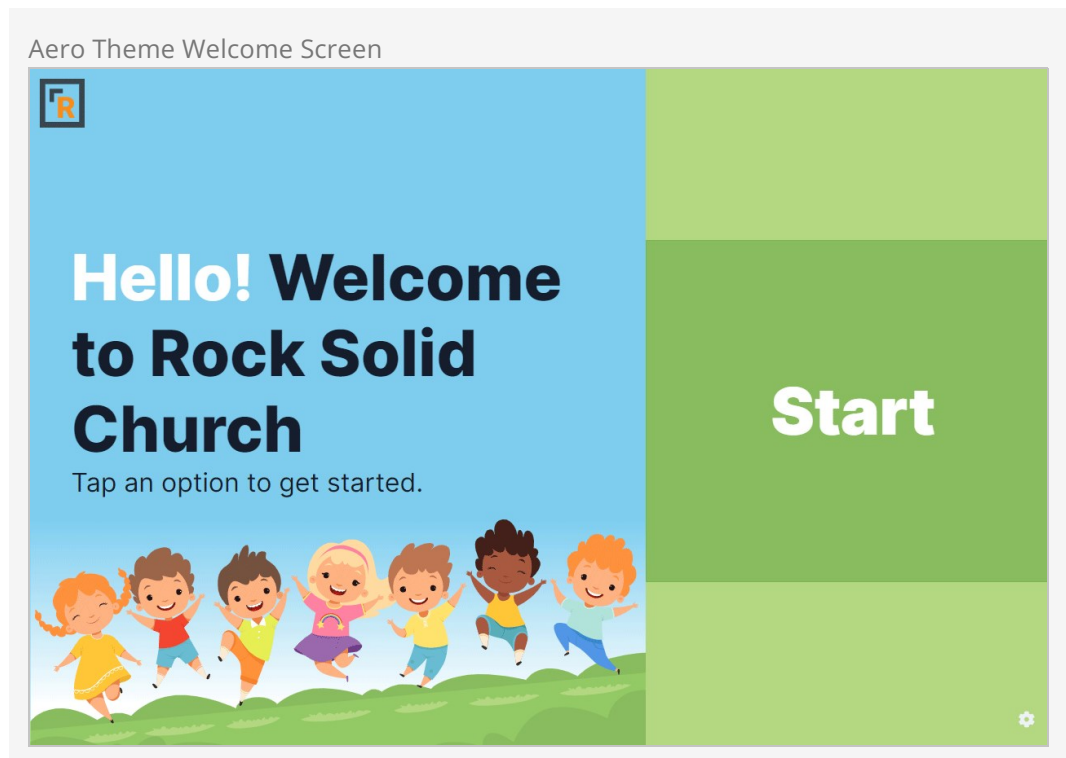 Aero Theme Welcome Screen
R
Hello! Welcome
to Rock Solid
Church
Tap an option to get started.
Start